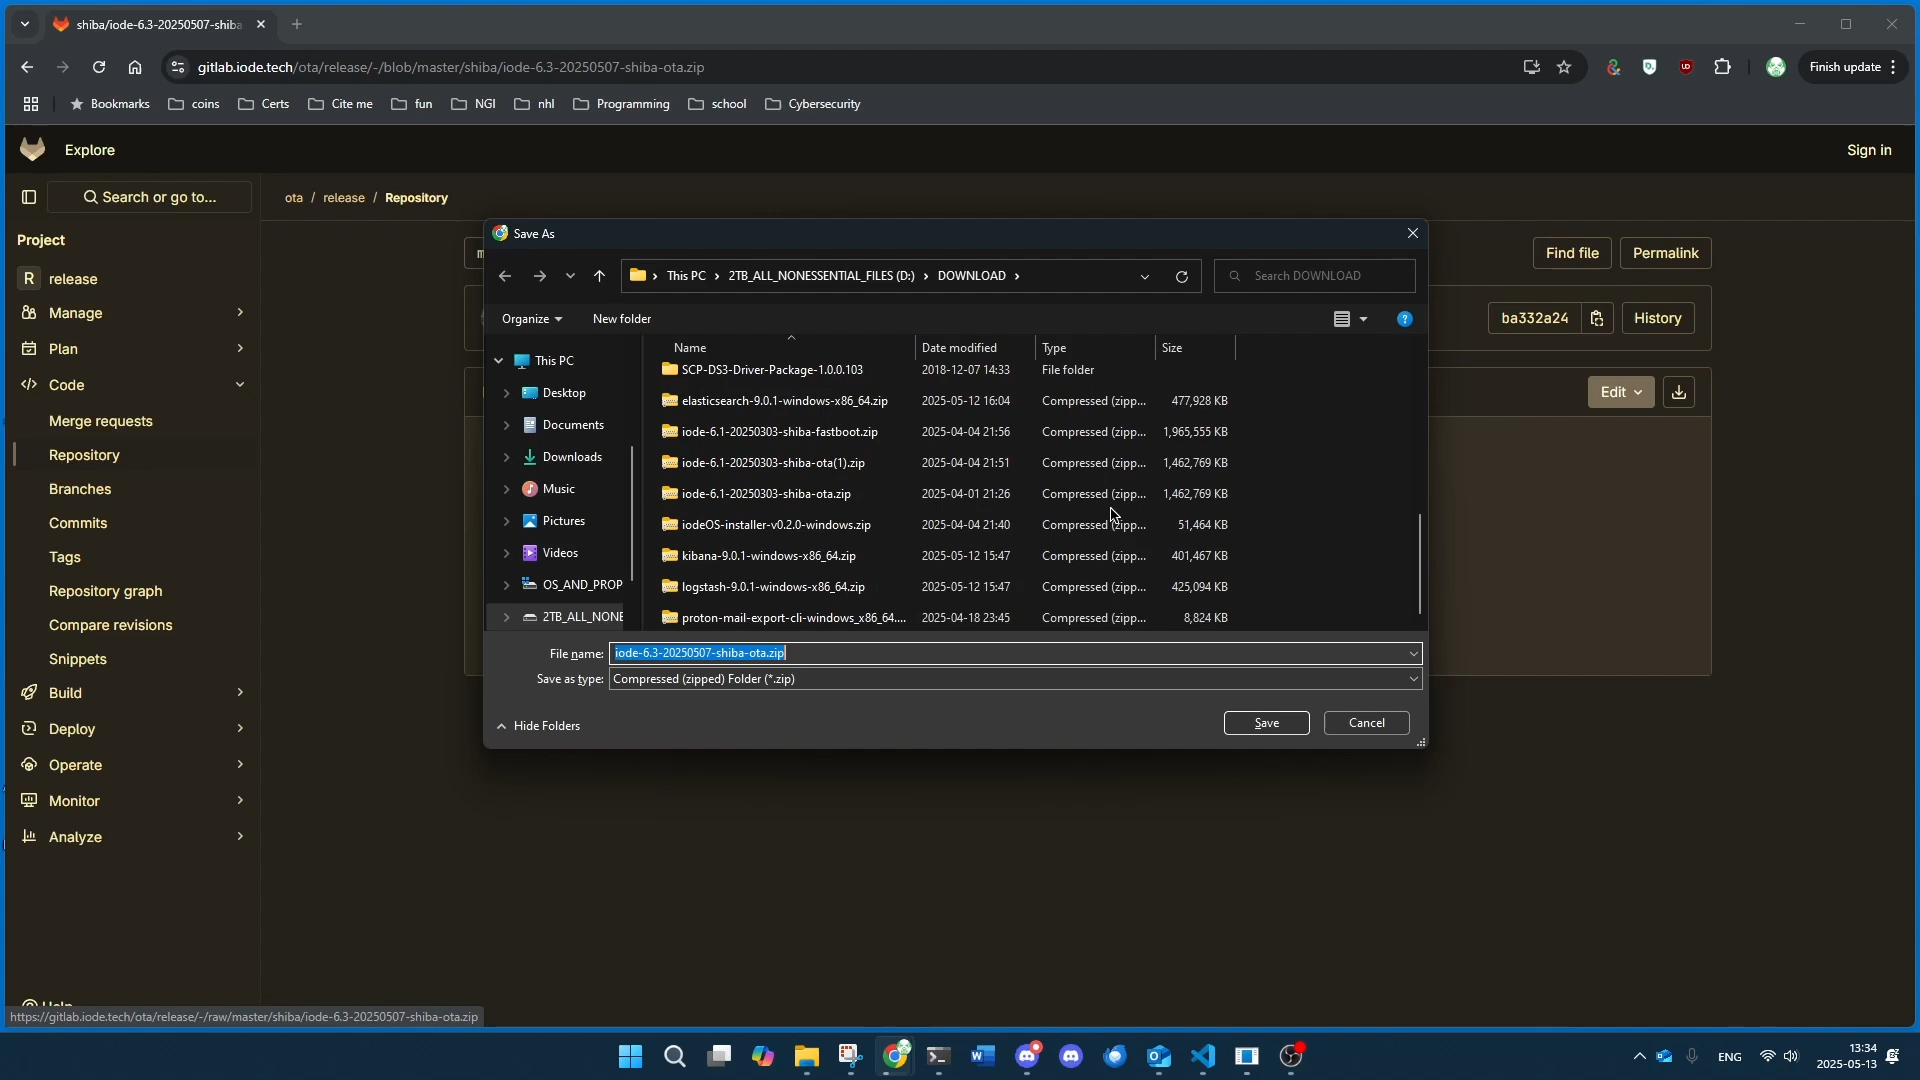 shiba/iode-6.3-20250507-shiba
gitlab.iode.tech/ota/release/-/blob/master/shiba/iode-6.3-20250507-shiba-ota.zip
Finish update
Bookmarks
coins
Certs
Cite me
fun
NGI
nhl
Programming
school
Cybersecurity
Explore
Sign in
Search or go to...
ota / release / Repository
Project
R release
Manage
Plan
Code
Merge requests
Repository
Branches
Commits
Tags
Repository graph
Compare revisions
Snippets
Build
Deploy
Operate
Monitor
Analyze
Find file
Permalink
ba332a24
History
Edit
Save As
This PC > 2TB_ALL_NONESSENTIAL_FILES (D:) > DOWNLOAD >
Search DOWNLOAD
Organize
New folder
This PC
Desktop
Documents
Downloads
Music
Pictures
Videos
OS_AND_PROP
2TB_ALL_NONE
Name Date modified Type Size
SCP-DS3-Driver-Package-1.0.0.103 2018-12-07 14:33 File folder
elasticsearch-9.0.1-windows-x86_64.zip 2025-05-12 16:04 Compressed (zipp... 477,928 KB
iode-6.1-20250303-shiba-fastboot.zip 2025-04-04 21:56 Compressed (zipp... 1,965,555 KB
iode-6.1-20250303-shiba-ota(1).zip 2025-04-04 21:51 Compressed (zipp... 1,462,769 KB
iode-6.1-20250303-shiba-ota.zip 2025-04-01 21:26 Compressed (zipp... 1,462,769 KB
iodeOS-installer-v0.2.0-windows.zip 2025-04-04 21:40 Compressed (zipp... 51,464 KB
kibana-9.0.1-windows-x86_64.zip 2025-05-12 15:47 Compressed (zipp... 401,467 KB
logstash-9.0.1-windows-x86_64.zip 2025-05-12 15:47 Compressed (zipp... 425,094 KB
proton-mail-export-cli-windows_x86_64.... 2025-04-18 23:45 Compressed (zipp... 8,824 KB
File name: iode-6.3-20250507-shiba-ota.zip
Save as type: Compressed (zipped) Folder (*.zip)
Hide Folders
Save
Cancel
https://gitlab.iode.tech/ota/release/-/raw/master/shiba/iode-6.3-20250507-shiba-ota.zip
ENG
13:34
2025-05-13